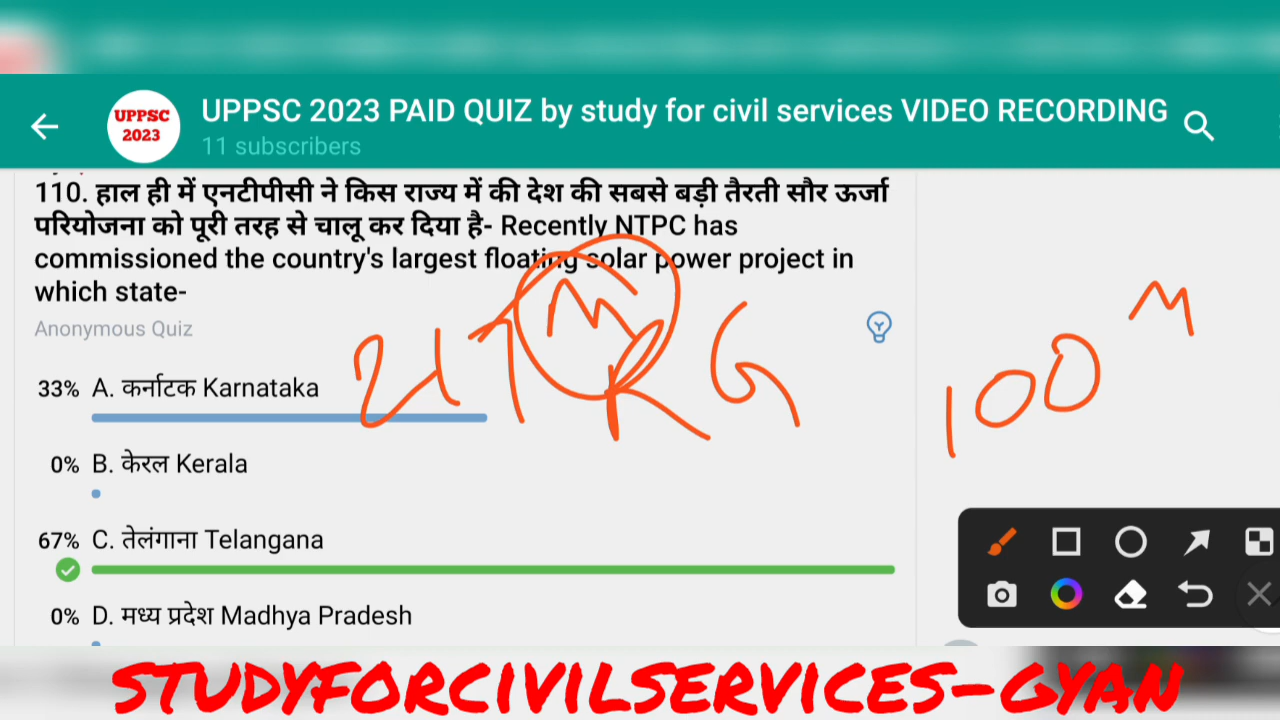 UPPSC 2023 PAID QUIZ by study for civil services VIDEO RECORDING
UPPSC
2023
11 subscribers
110. हाल ही में एनटीपीसी ने किस राज्य में की देश की सबसे बड़ी तैरती सौर ऊर्जा
परियोजना को पूरी तरह से चालू कर दिया है- Recently NTPC has
commissioned the country's largest floating solar power project in
which state-
Anonymous Quiz
33% A. कर्नाटक Karnataka
0% B. केरल Kerala
67% C. तेलंगाना Telangana
0% D. मध्य प्रदेश Madhya Pradesh
100 M
STUDYFORCIVILSERVICES-GYAN